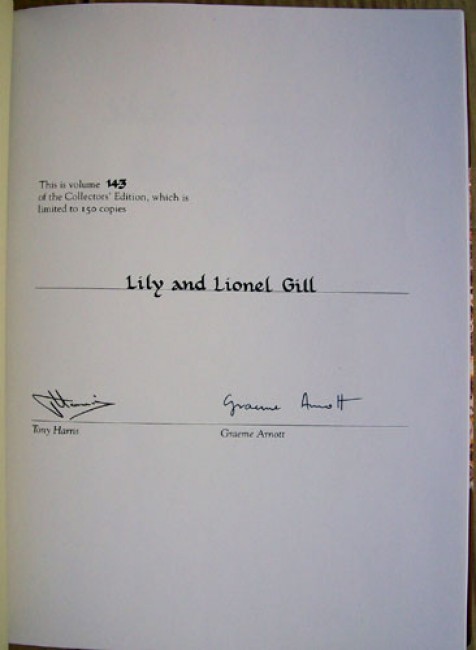 This is volume 143
of the Collectors' Edition, which is
limited to 150 copies
Lily and Lionel Gill
Graeme Arnott
Tony Harris
Graeme Arnott